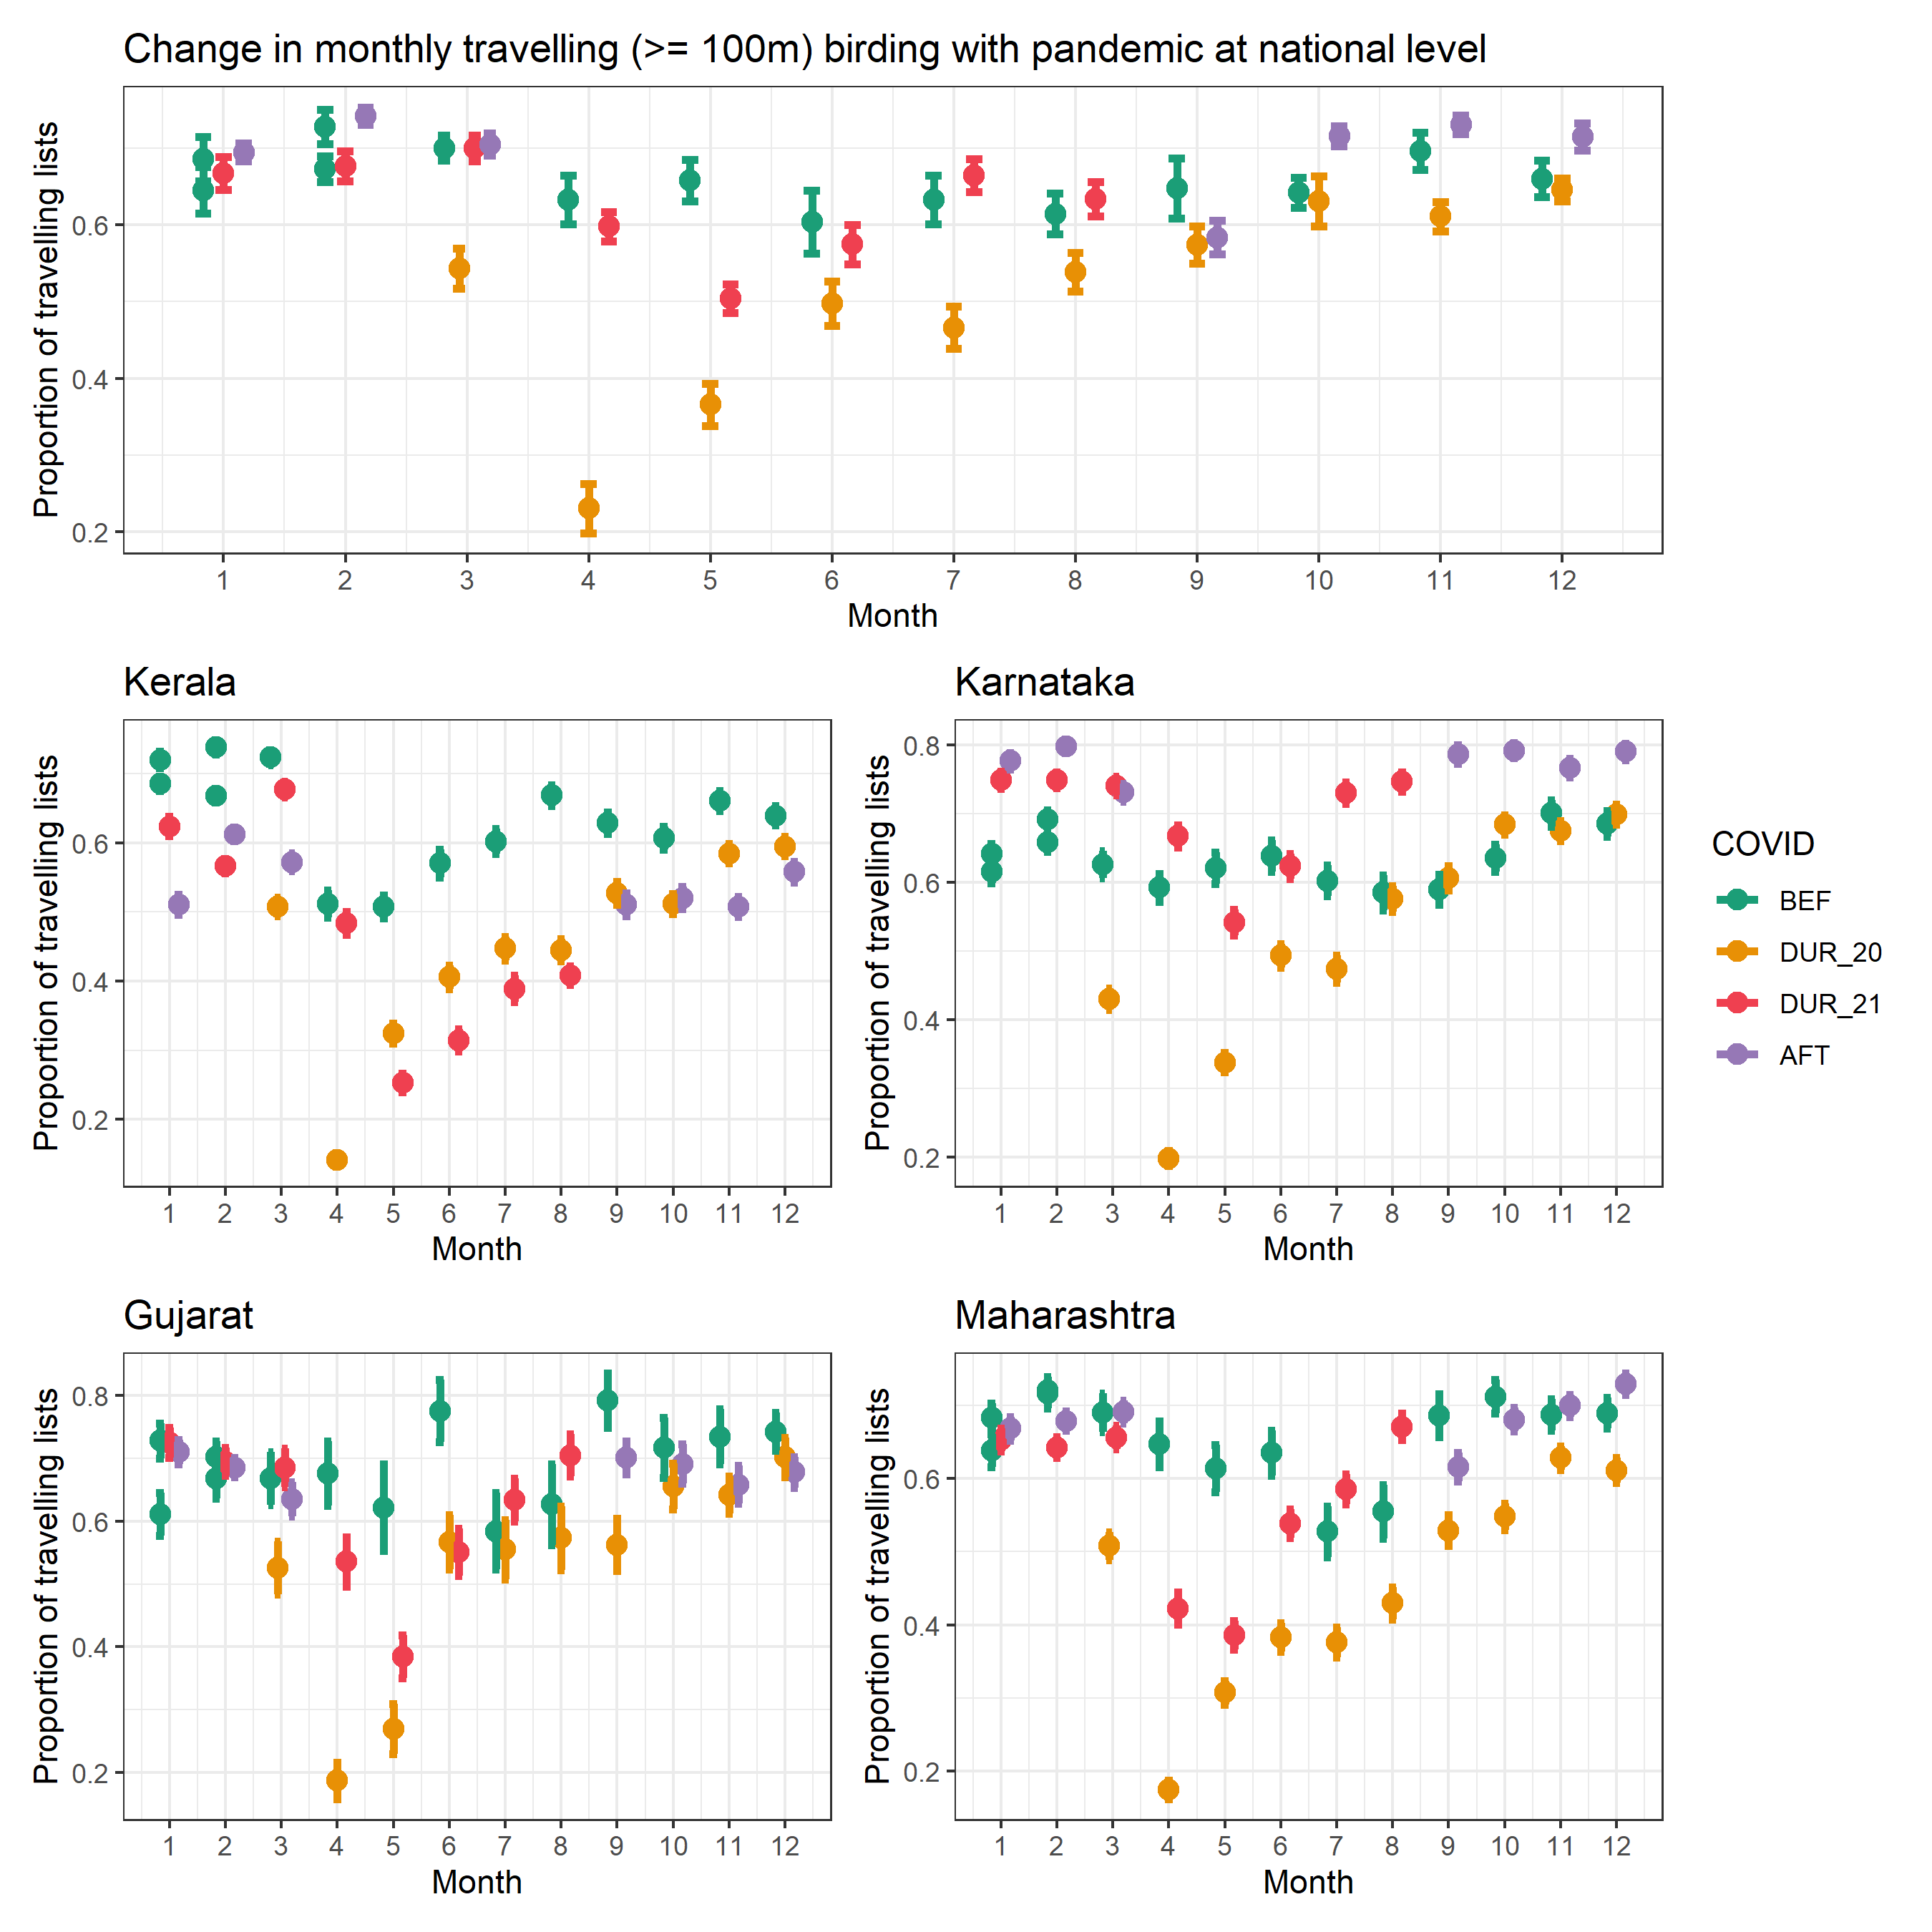 Change in monthly travelling (>= 100m) birding with pandemic at national level
Proportion of travelling lists
0.6
0.4
0.2
1 2 3 4 5 6 7 8 9 10 11 12
Month
Kerala
Proportion of travelling lists
0.6
0.4
0.2
1 2 3 4 5 6 7 8 9 10 11 12
Month
Karnataka
Proportion of travelling lists
0.8
0.6
0.4
0.2
1 2 3 4 5 6 7 8 9 10 11 12
Month
COVID
BEF
DUR_20
DUR_21
AFT
Gujarat
Proportion of travelling lists
0.8
0.6
0.4
0.2
1 2 3 4 5 6 7 8 9 10 11 12
Month
Maharashtra
Proportion of travelling lists
0.6
0.4
0.2
1 2 3 4 5 6 7 8 9 10 11 12
Month